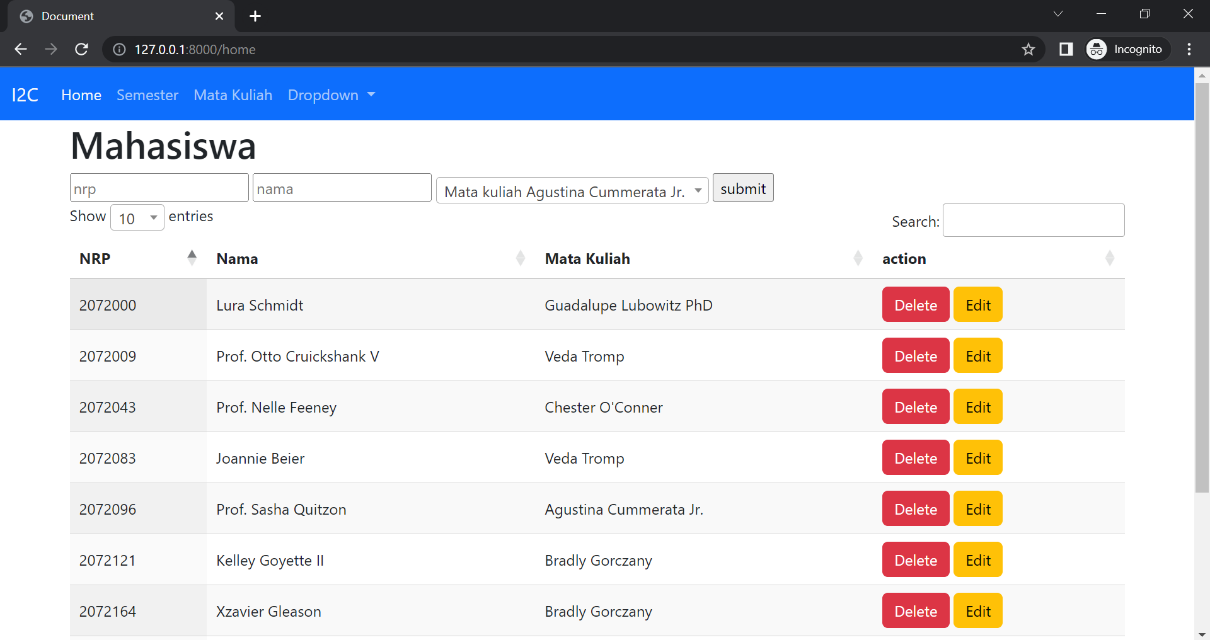 Document
127.0.0.1:8000/home
Incognito
I2C Home Semester Mata Kuliah Dropdown
Mahasiswa
nrp nama Mata kuliah Agustina Cummerata Jr. submit
Show 10 entries Search:
NRP Nama Mata Kuliah action
2072000 Lura Schmidt Guadalupe Lubowitz PhD Delete Edit
2072009 Prof. Otto Cruickshank V Veda Tromp Delete Edit
2072043 Prof. Nelle Feeney Chester O'Conner Delete Edit
2072083 Joannie Beier Veda Tromp Delete Edit
2072096 Prof. Sasha Quitzon Agustina Cummerata Jr. Delete Edit
2072121 Kelley Goyette II Bradly Gorczany Delete Edit
2072164 Xzavier Gleason Bradly Gorczany Delete Edit